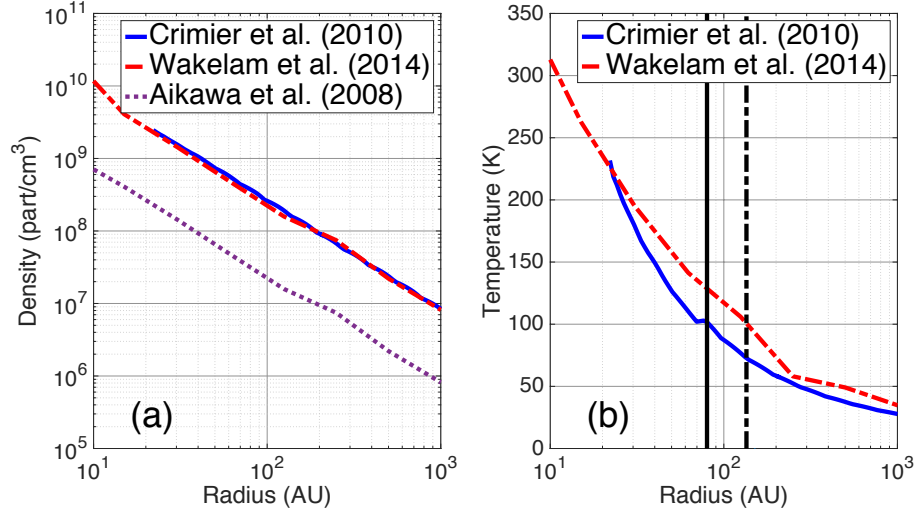 10^11
10^10
10^9
10^8
10^7
10^6
10^5
Density (part/cm^3)
Crimier et al. (2010)
Wakelam et al. (2014)
Aikawa et al. (2008)
(a)
10^1
10^2
10^3
Radius (AU)
350
300
250
200
150
100
50
0
Temperature (K)
Crimier et al. (2010)
Wakelam et al. (2014)
(b)
10^1
10^2
10^3
Radius (AU)